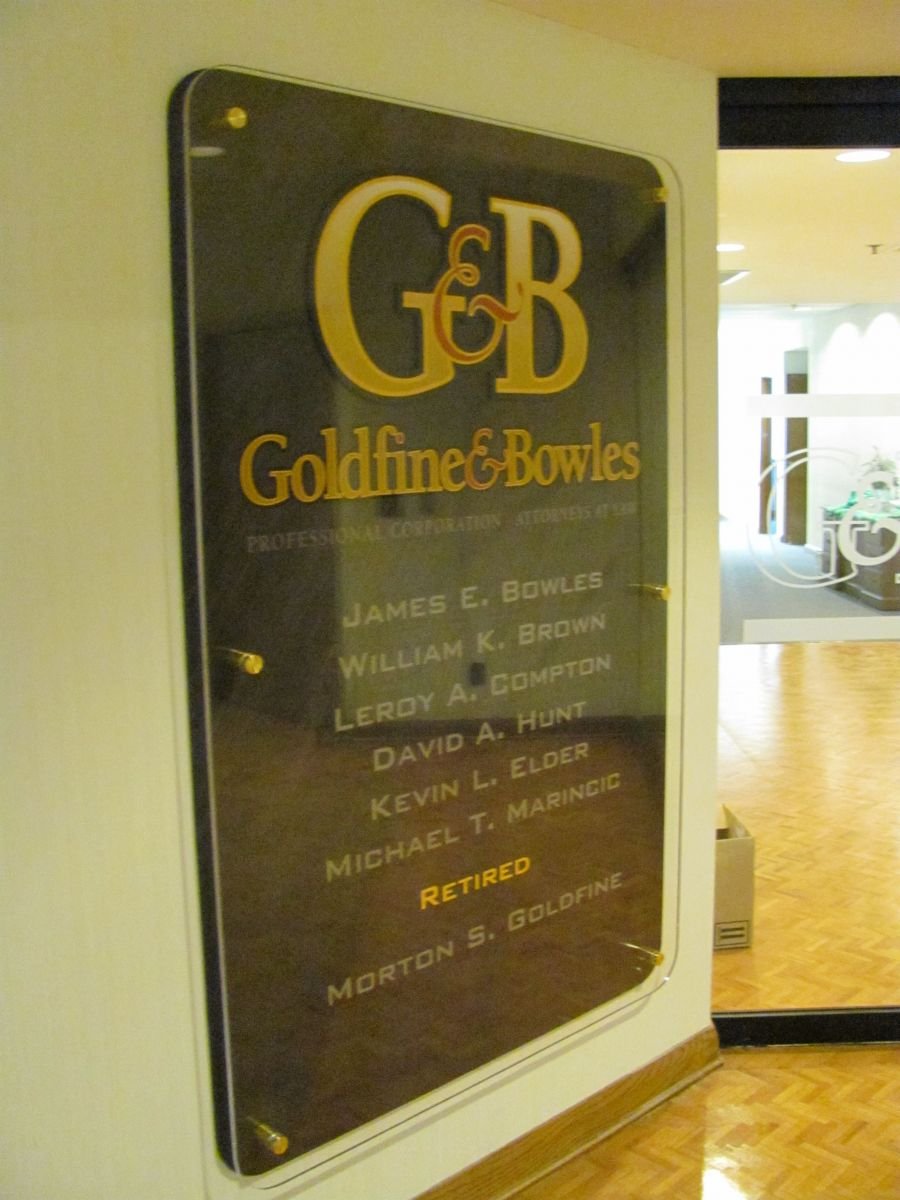 G&B
Goldfine & Bowles
PROFESSIONAL CORPORATION ATTORNEYS AT LAW
JAMES E. BOWLES
WILLIAM K. BROWN
LEROY A. COMPTON
DAVID A. HUNT
KEVIN L. ELDER
MICHAEL T. MARINCIC
RETIRED
MORTON S. GOLDFINE
G&